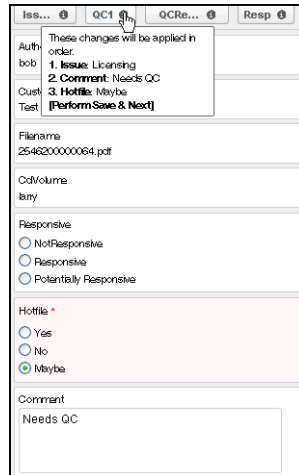 Iss... QC1 QCRe... Resp
These changes will be applied in
order.
1. Issue: Licensing
2. Comment: Needs QC
3. Hotfile: Maybe
[Perform Save & Next]
Auth
bob
Cust
Test
Filename
2546200000064.pdf
CdVolume
larry
Responsive
NotResponsive
Responsive
Potentially Responsive
Hotfile *
Yes
No
Maybe
Comment
Needs QC